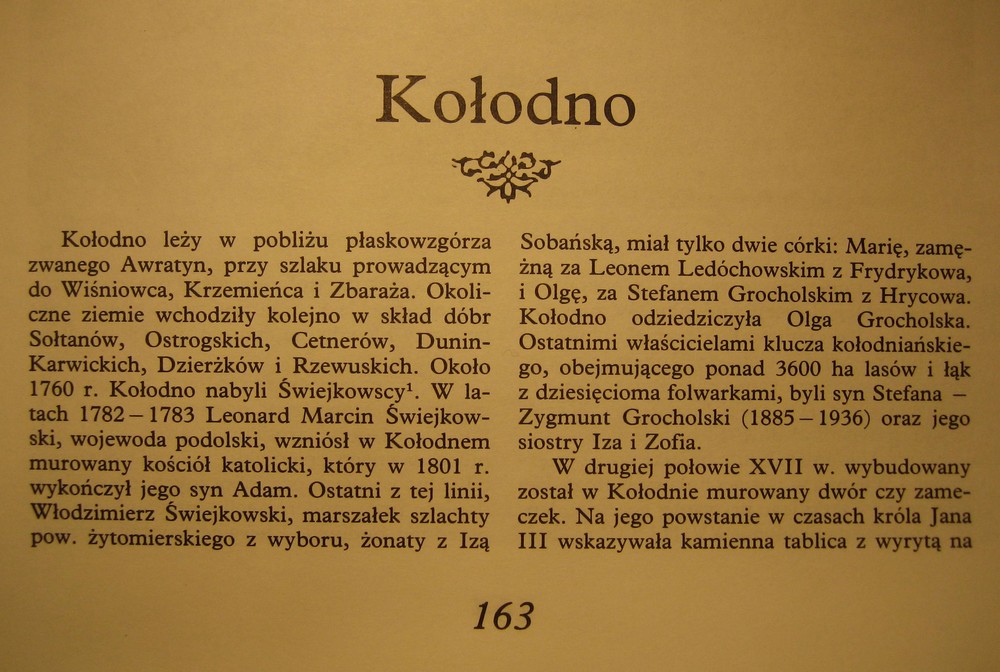 Kołodno
Kołodno leży w pobliżu płaskowzgórza
zwanego Awratyn, przy szlaku prowadzącym
do Wiśniowca, Krzemieńca i Zbaraża. Okoli-
czne ziemie wchodziły kolejno w skład dóbr
Sołtanów, Ostrogskich, Cetnerów, Dunin-
Karwickich, Dzierżków i Rzewuskich. Około
1760 r. Kołodno nabyli Świejkowscy¹. W la-
tach 1782 – 1783 Leonard Marcin Świejkow-
ski, wojewoda podolski, wzniósł w Kołodnem
murowany kościół katolicki, który w 1801 r.
wykończył jego syn Adam. Ostatni z tej linii,
Włodzimierz Świejkowski, marszałek szlachty
pow. żytomierskiego z wyboru, żonaty z Izą
Sobańską, miał tylko dwie córki: Marię, zamę-
żną za Leonem Ledóchowskim z Frydrykowa,
i Olgę, za Stefanem Grocholskim z Hrycowa.
Kołodno odziedziczyła Olga Grocholska.
Ostatnimi właścicielami klucza kołodniańskie-
go, obejmującego ponad 3600 ha lasów i łąk
z dziesięcioma folwarkami, byli syn Stefana –
Zygmunt Grocholski (1885 – 1936) oraz jego
siostry Iza i Zofia.
W drugiej połowie XVII w. wybudowany
został w Kołodnie murowany dwór czy zame-
czek. Na jego powstanie w czasach króla Jana
III wskazywała kamienna tablica z wyrytą na
163